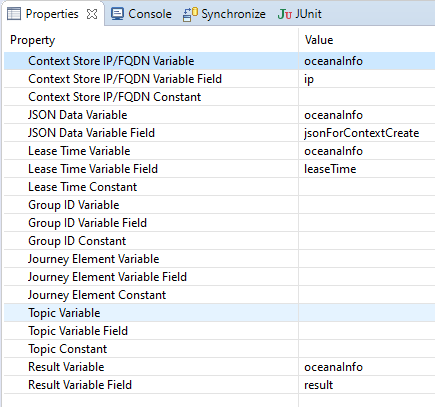 Properties Console Synchronize JUnit
Property Value
Context Store IP/FQDN Variable oceanaInfo
Context Store IP/FQDN Variable Field ip
Context Store IP/FQDN Constant
JSON Data Variable oceanaInfo
JSON Data Variable Field jsonForContextCreate
Lease Time Variable oceanaInfo
Lease Time Variable Field leaseTime
Lease Time Constant
Group ID Variable
Group ID Variable Field
Group ID Constant
Journey Element Variable
Journey Element Variable Field
Journey Element Constant
Topic Variable
Topic Variable Field
Topic Constant
Result Variable oceanaInfo
Result Variable Field result